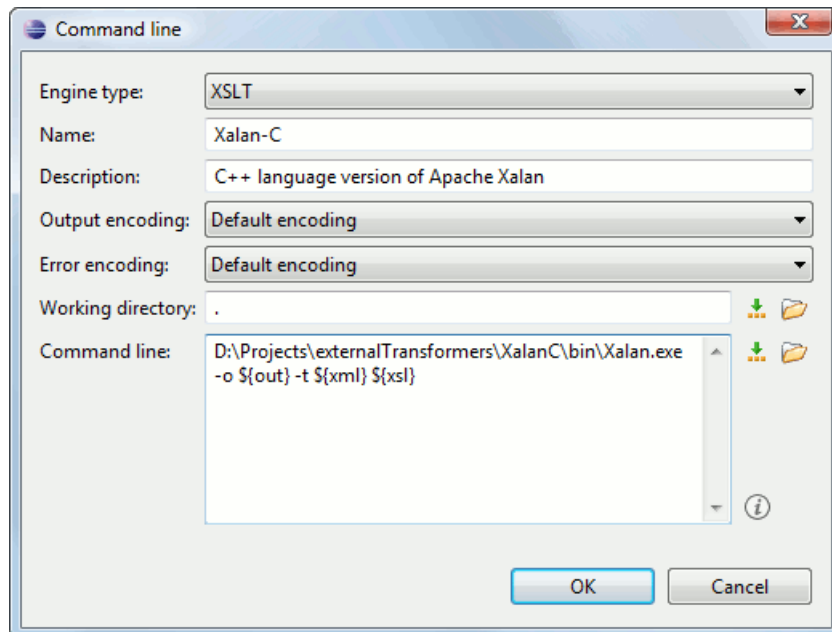 Command line
Engine type: XSLT
Name: Xalan-C
Description: C++ language version of Apache Xalan
Output encoding: Default encoding
Error encoding: Default encoding
Working directory: .
Command line: D:\Projects\externalTransformers\XalanC\bin\Xalan.exe
-o ${out} -t ${xml} ${xsl}
OK Cancel